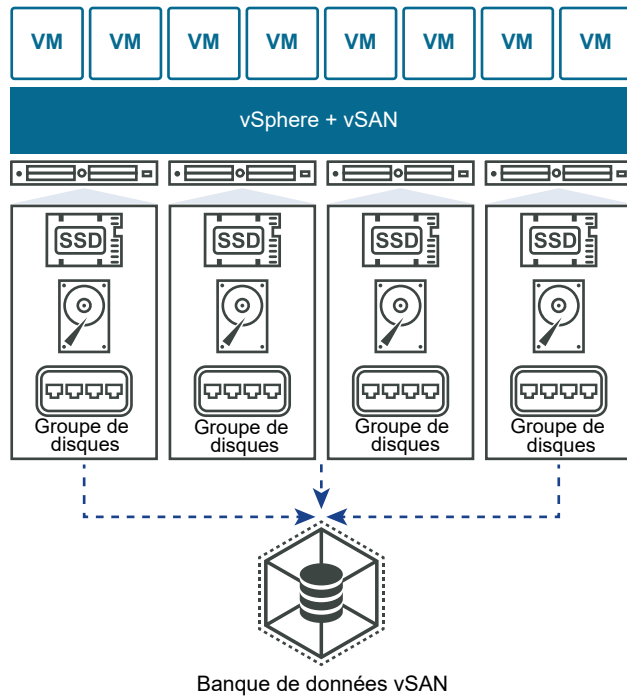 VM VM VM VM VM VM VM VM
vSphere + vSAN
SSD SSD SSD SSD
Groupe de Groupe de Groupe de Groupe de
disques disques disques disques
Banque de données vSAN